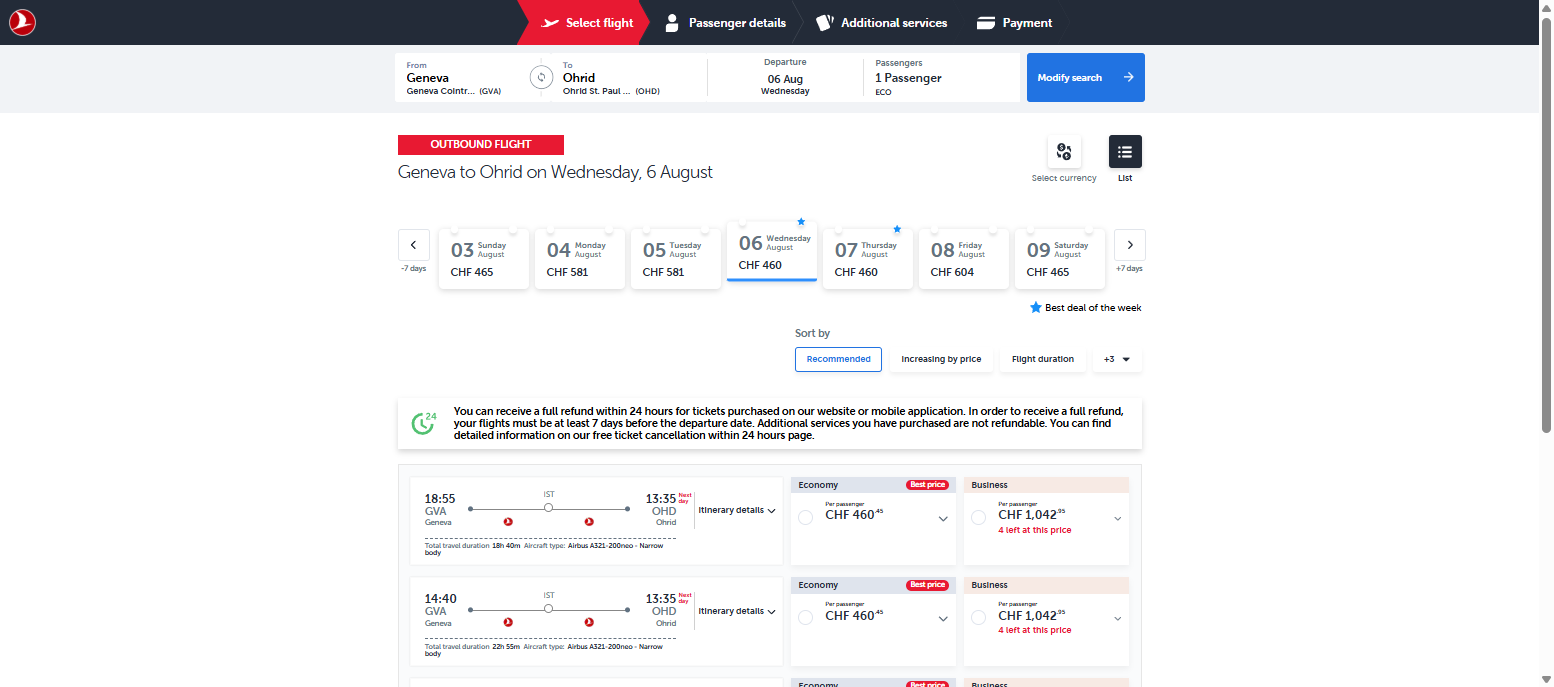 Select flight
Passenger details
Additional services
Payment
From
Geneva
Geneva Cointr... (GVA)
To
Ohrid
Ohrid St. Paul ... (OHD)
Departure
06 Aug
Wednesday
Passengers
1 Passenger
ECO
Modify search
OUTBOUND FLIGHT
Geneva to Ohrid on Wednesday, 6 August
Select currency
List
-7 days
03 Sunday August
CHF 465
04 Monday August
CHF 581
05 Tuesday August
CHF 581
06 Wednesday August
CHF 460
07 Thursday August
CHF 460
08 Friday August
CHF 604
09 Saturday August
CHF 465
+7 days
Best deal of the week
Sort by
Recommended
Increasing by price
Flight duration
+3
24
You can receive a full refund within 24 hours for tickets purchased on our website or mobile application. In order to receive a full refund,
your flights must be at least 7 days before the departure date. Additional services you have purchased are not refundable. You can find
detailed information on our free ticket cancellation within 24 hours page.
18:55
GVA
Geneva
IST
13:35 Next day
OHD
Ohrid
Itinerary details
Total travel duration 18h 40m Aircraft type: Airbus A321-200neo - Narrow
body
Economy
Best price
Per passenger
CHF 460.45
Business
Per passenger
CHF 1,042.95
4 left at this price
14:40
GVA
Geneva
IST
13:35 Next day
OHD
Ohrid
Itinerary details
Total travel duration 22h 55m Aircraft type: Airbus A321-200neo - Narrow
body
Economy
Best price
Per passenger
CHF 460.45
Business
Per passenger
CHF 1,042.95
4 left at this price
Economy
Best price
Business